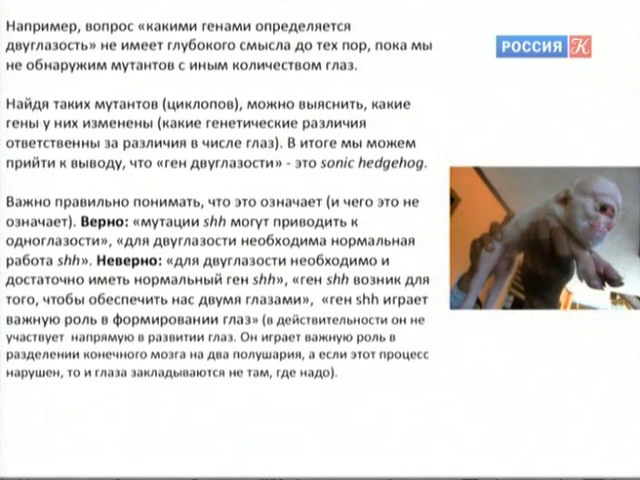 Например, вопрос «какими генами определяется
двуглазость» не имеет глубокого смысла до тех пор, пока мы
не обнаружим мутантов с иным количеством глаз.
Найдя таких мутантов (циклопов), можно выяснить, какие
гены у них изменены (какие генетические различия
ответственны за различия в числе глаз). В итоге мы можем
прийти к выводу, что «ген двуглазости» - это sonic hedgehog.
Важно правильно понимать, что это означает (и чего это не
означает). Верно: «мутации shh могут приводить к
одноглазости», «для двуглазости необходима нормальная
работа shh». Неверно: «для двуглазости необходимо и
достаточно иметь нормальный ген shh», «ген shh возник для
того, чтобы обеспечить нас двумя глазами», «ген shh играет
важную роль в формировании глаз» (в действительности он не
участвует напрямую в развитии глаз. Он играет важную роль в
разделении конечного мозга на два полушария, а если этот процесс
нарушен, то и глаза закладываются не там, где надо).
РОССИЯ К